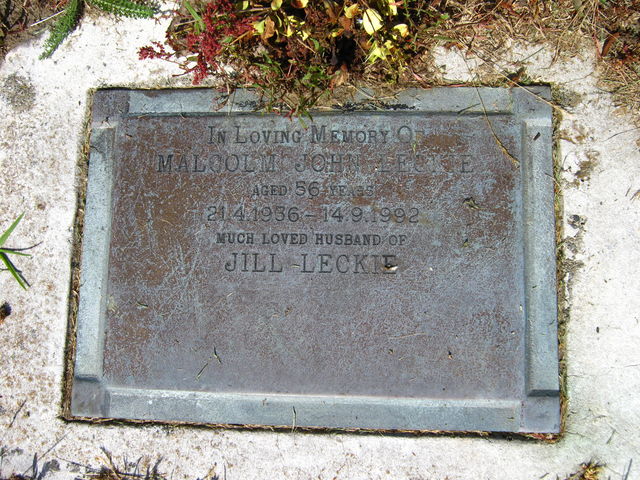 In Loving Memory Of
MALCOLM JOHN LECKIE
AGED 56 YEARS
21.4.1936 - 14.9.1992
MUCH LOVED HUSBAND OF
JILL LECKIE